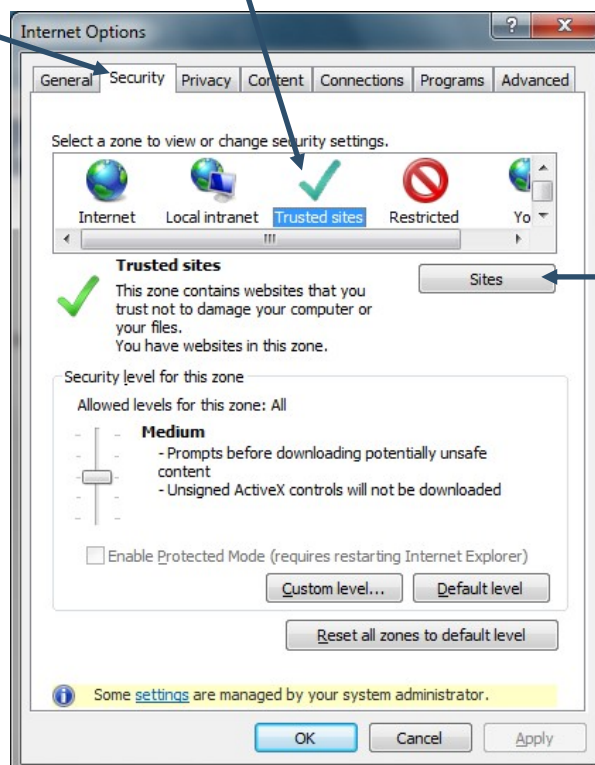 Internet Options
General Security Privacy Content Connections Programs Advanced
Select a zone to view or change security settings.
Internet Local intranet Trusted sites Restricted Yo
Trusted sites
Sites
This zone contains websites that you
trust not to damage your computer or
your files.
You have websites in this zone.
Security level for this zone
Allowed levels for this zone: All
Medium
- Prompts before downloading potentially unsafe
content
- Unsigned ActiveX controls will not be downloaded
Enable Protected Mode (requires restarting Internet Explorer)
Custom level... Default level
Reset all zones to default level
Some settings are managed by your system administrator.
OK Cancel Apply